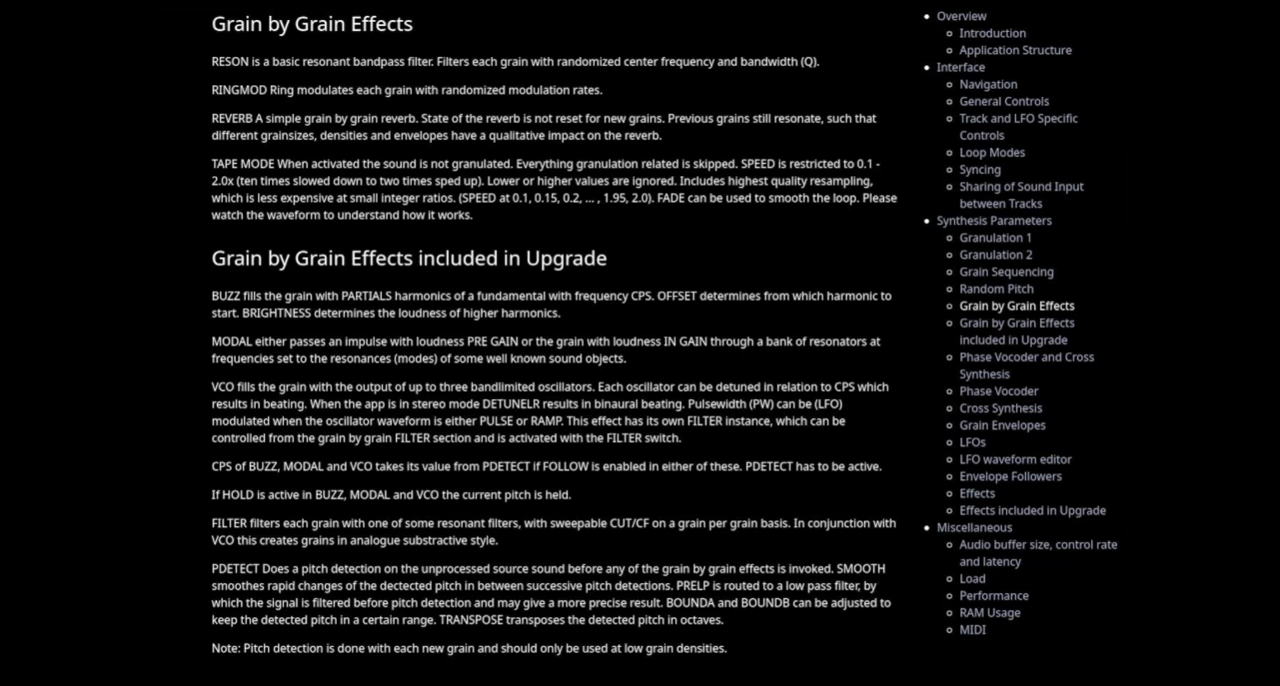 Grain by Grain Effects
RESON is a basic resonant bandpass filter. Filters each grain with randomized center frequency and bandwidth (Q).
RINGMOD Ring modulates each grain with randomized modulation rates.
REVERB A simple grain by grain reverb. State of the reverb is not reset for new grains. Previous grains still resonate, such that
different grainsizes, densities and envelopes have a qualitative impact on the reverb.
TAPE MODE When activated the sound is not granulated. Everything granulation related is skipped. SPEED is restricted to 0.1 -
2.0x (ten times slowed down to two times sped up). Lower or higher values are ignored. Includes highest quality resampling,
which is less expensive at small integer ratios. (SPEED at 0.1, 0.15, 0.2, ... , 1.95, 2.0). FADE can be used to smooth the loop. Please
watch the waveform to understand how it works.
Grain by Grain Effects included in Upgrade
BUZZ fills the grain with PARTIALS harmonics of a fundamental with frequency CPS. OFFSET determines from which harmonic to
start. BRIGHTNESS determines the loudness of higher harmonics.
MODAL either passes an impulse with loudness PRE GAIN or the grain with loudness IN GAIN through a bank of resonators at
frequencies set to the resonances (modes) of some well known sound objects.
VCO fills the grain with the output of up to three bandlimited oscillators. Each oscillator can be detuned in relation to CPS which
results in beating. When the app is in stereo mode DETUNELR results in binaural beating. Pulsewidth (PW) can be (LFO)
modulated when the oscillator waveform is either PULSE or RAMP. This effect has its own FILTER instance, which can be
controlled from the grain by grain FILTER section and is activated with the FILTER switch.
CPS of BUZZ, MODAL and VCO takes its value from PDETECT if FOLLOW is enabled in either of these. PDETECT has to be active.
If HOLD is active in BUZZ, MODAL and VCO the current pitch is held.
FILTER filters each grain with one of some resonant filters, with sweepable CUT/CF on a grain per grain basis. In conjunction with
VCO this creates grains in analogue substractive style.
PDETECT Does a pitch detection on the unprocessed source sound before any of the grain by grain effects is invoked. SMOOTH
smoothes rapid changes of the dectected pitch in between successive pitch detections. PRELP is routed to a low pass filter, by
which the signal is filtered before pitch detection and may give a more precise result. BOUNDA and BOUNDB can be adjusted to
keep the detected pitch in a certain range. TRANSPOSE transposes the detected pitch in octaves.
Note: Pitch detection is done with each new grain and should only be used at low grain densities.
Overview
Introduction
Application Structure
Interface
Navigation
General Controls
Track and LFO Specific
Controls
Loop Modes
Syncing
Sharing of Sound Input
between Tracks
Synthesis Parameters
Granulation 1
Granulation 2
Grain Sequencing
Random Pitch
Grain by Grain Effects
Grain by Grain Effects
included in Upgrade
Phase Vocoder and Cross
Synthesis
Phase Vocoder
Cross Synthesis
Grain Envelopes
LFOs
LFO waveform editor
Envelope Followers
Effects
Effects included in Upgrade
Miscellaneous
Audio buffer size, control rate
and latency
Load
Performance
RAM Usage
MIDI